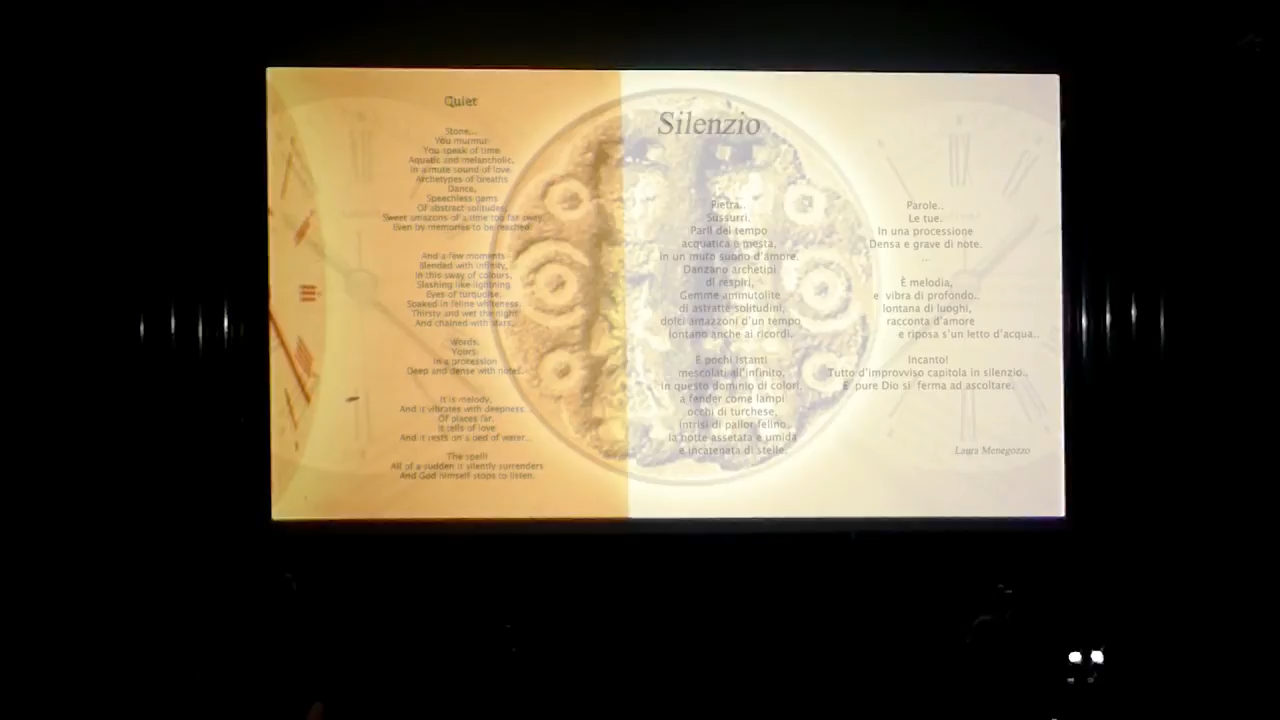 Quiet
Stone...
You murmur
You speak of time
Aquatic and melancholic,
In a mute sound of love
Archetypes of breaths
Dance,
Speechless gems
Of abstract solitudes,
Sweet amazons of a time too far away,
Even by memories to be reached.
And a few moments
Blended with infinity,
In this sway of colours,
Slashing like lightning
Eyes of turquoise,
Soaked in feline whiteness,
Thirsty and wet the night
And chained with stars.
Words,
Yours,
In a procession
Deep and dense with notes.
It is melody,
And it vibrates with deepness
Of places far,
It tells of love
And it rests on a bed of water...
The spell!
All of a sudden it silently surrenders
And God himself stops to listen.
Silenzio
Pietra..
Sussurri.
Parli del tempo
acquatica e mesta,
in un muto suono d'amore.
Danzano archetipi
di respiri,
Gemme ammutolite
di astratte solitudini,
dolci amazzoni d'un tempo
lontano anche ai ricordi.
E pochi istanti
mescolati all'infinito,
in questo dominio di colori,
a fender come lampi
occhi di turchese,
intrisi di pallor felino
la notte assetata e umida
e incatenata di stelle.
Parole..
Le tue.
In una processione
Densa e grave di note.
...
È melodia,
e vibra di profondo..
lontana di luoghi,
racconta d'amore
e riposa s'un letto d'acqua..
Incanto!
Tutto d'improvviso capitola in silenzio..
E pure Dio si ferma ad ascoltare.
Laura Menegozzo